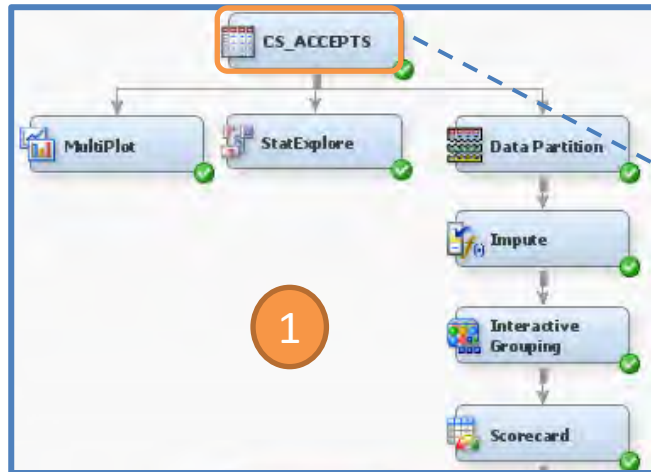 CS_ACCEPTS
MultiPlot
StatExplore
Data Partition
Impute
1
Interactive
Grouping
Scorecard